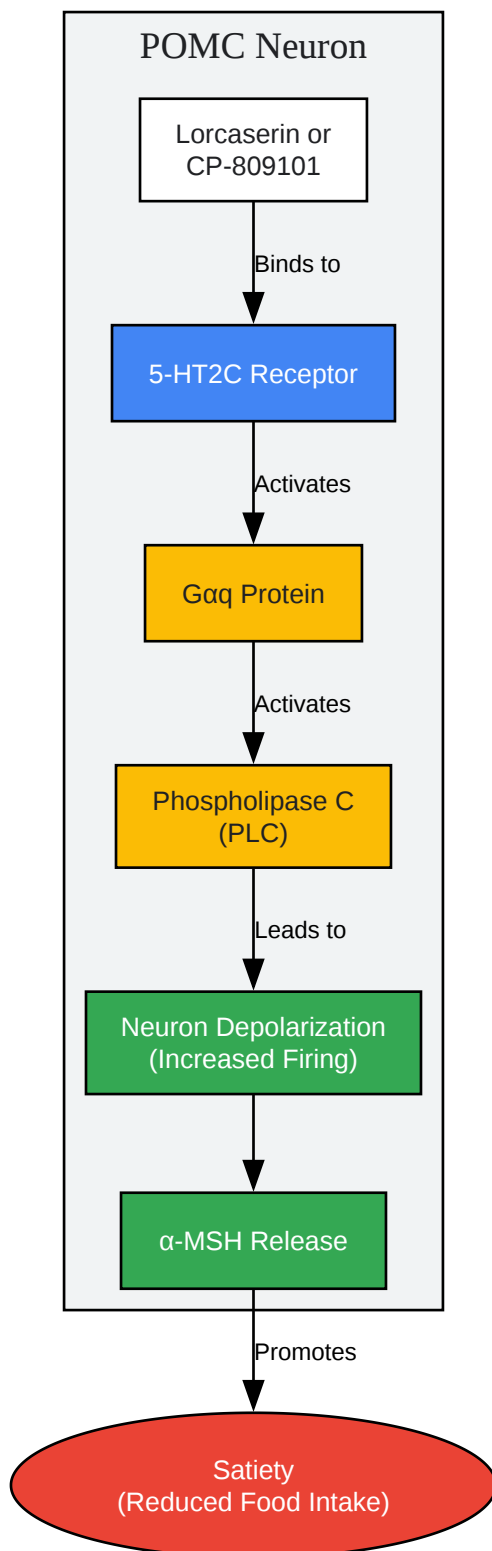 POMC Neuron
Lorcaserin or
CP-809101
Binds to
5-HT2C Receptor
Activates
Gαq Protein
Activates
Phospholipase C
(PLC)
Leads to
Neuron Depolarization
(Increased Firing)
α-MSH Release
Promotes
Satiety
(Reduced Food Intake)